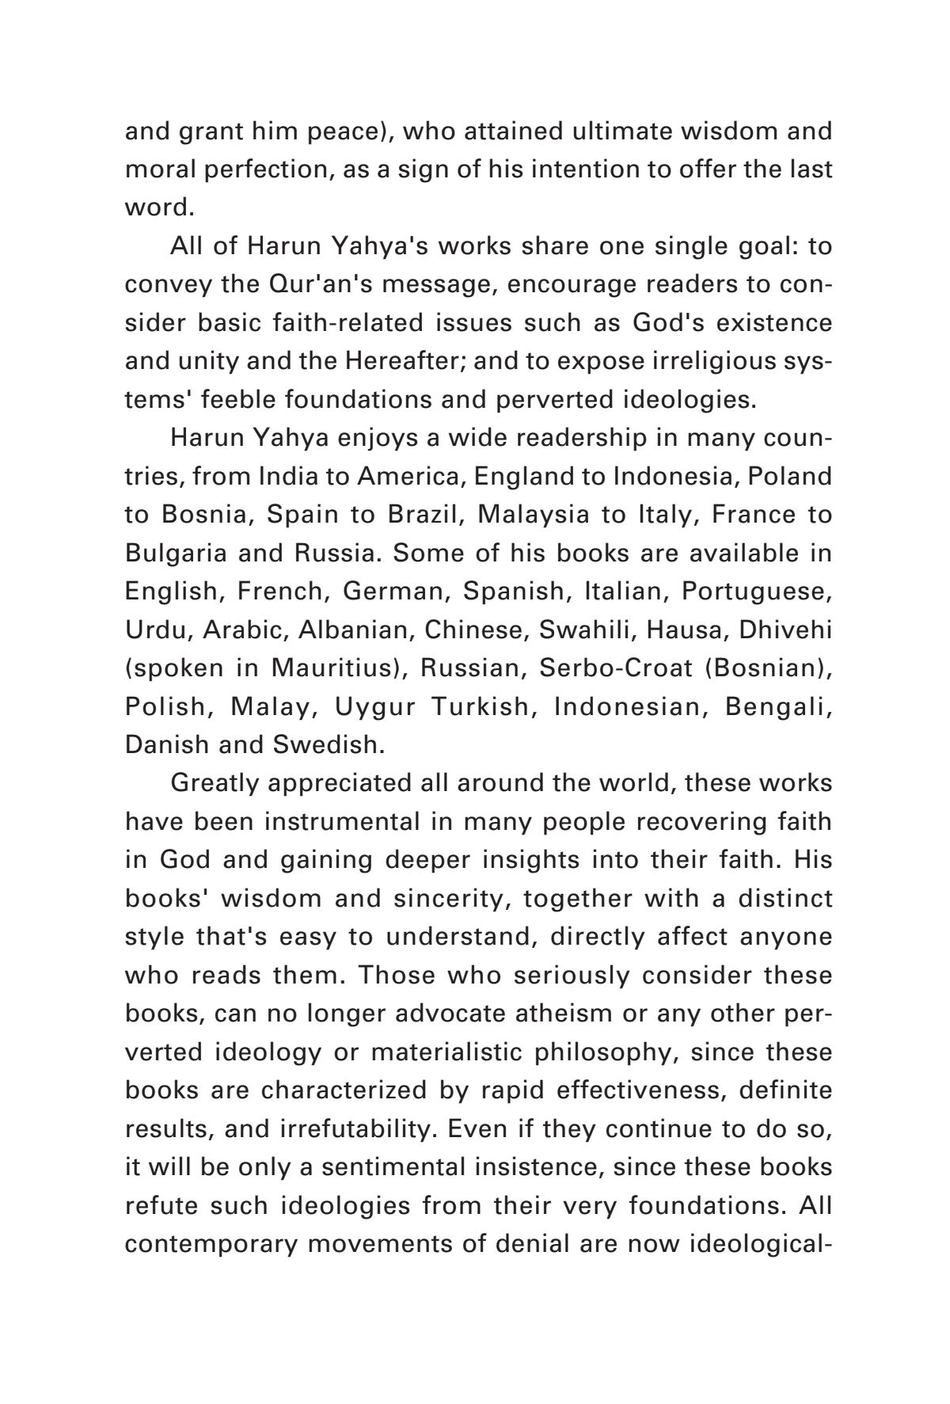 and grant him peace), who attained ultimate wisdom and
moral perfection, as a sign of his intention to offer the last
word.
All of Harun Yahya's works share one single goal: to
convey the Qur'an's message, encourage readers to con-
sider basic faith-related issues such as God's existence
and unity and the Hereafter; and to expose irreligious sys-
tems' feeble foundations and perverted ideologies.
Harun Yahya enjoys a wide readership in many coun-
tries, from India to America, England to Indonesia, Poland
to Bosnia, Spain to Brazil, Malaysia to Italy, France to
Bulgaria and Russia. Some of his books are available in
English, French, German, Spanish, Italian, Portuguese,
Urdu, Arabic, Albanian, Chinese, Swahili, Hausa, Dhivehi
(spoken in Mauritius), Russian, Serbo-Croat (Bosnian),
Polish, Malay, Uygur Turkish, Indonesian, Bengali,
Danish and Swedish.
Greatly appreciated all around the world, these works
have been instrumental in many people recovering faith
in God and gaining deeper insights into their faith. His
books' wisdom and sincerity, together with a distinct
style that's easy to understand, directly affect anyone
who reads them. Those who seriously consider these
books, can no longer advocate atheism or any other per-
verted ideology or materialistic philosophy, since these
books are characterized by rapid effectiveness, definite
results, and irrefutability. Even if they continue to do so,
it will be only a sentimental insistence, since these books
refute such ideologies from their very foundations. All
contemporary movements of denial are now ideological-